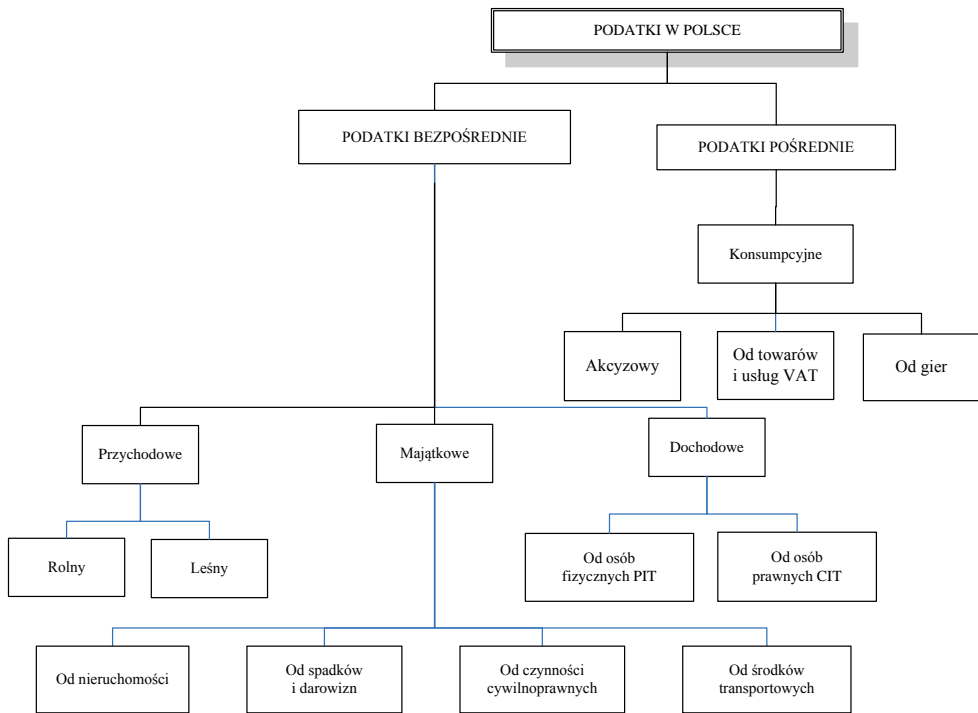 PODATKI W POLSCE
PODATKI BEZPOŚREDNIE
PODATKI POŚREDNIE
Konsumpcyjne
Akcyzowy
Od towarów
i usług VAT
Od gier
Przychodowe
Majątkowe
Dochodowe
Rolny
Leśny
Od osób
fizycznych PIT
Od osób
prawnych CIT
Od nieruchomości
Od spadków
i darowizn
Od czynności
cywilnoprawnych
Od środków
transportowych